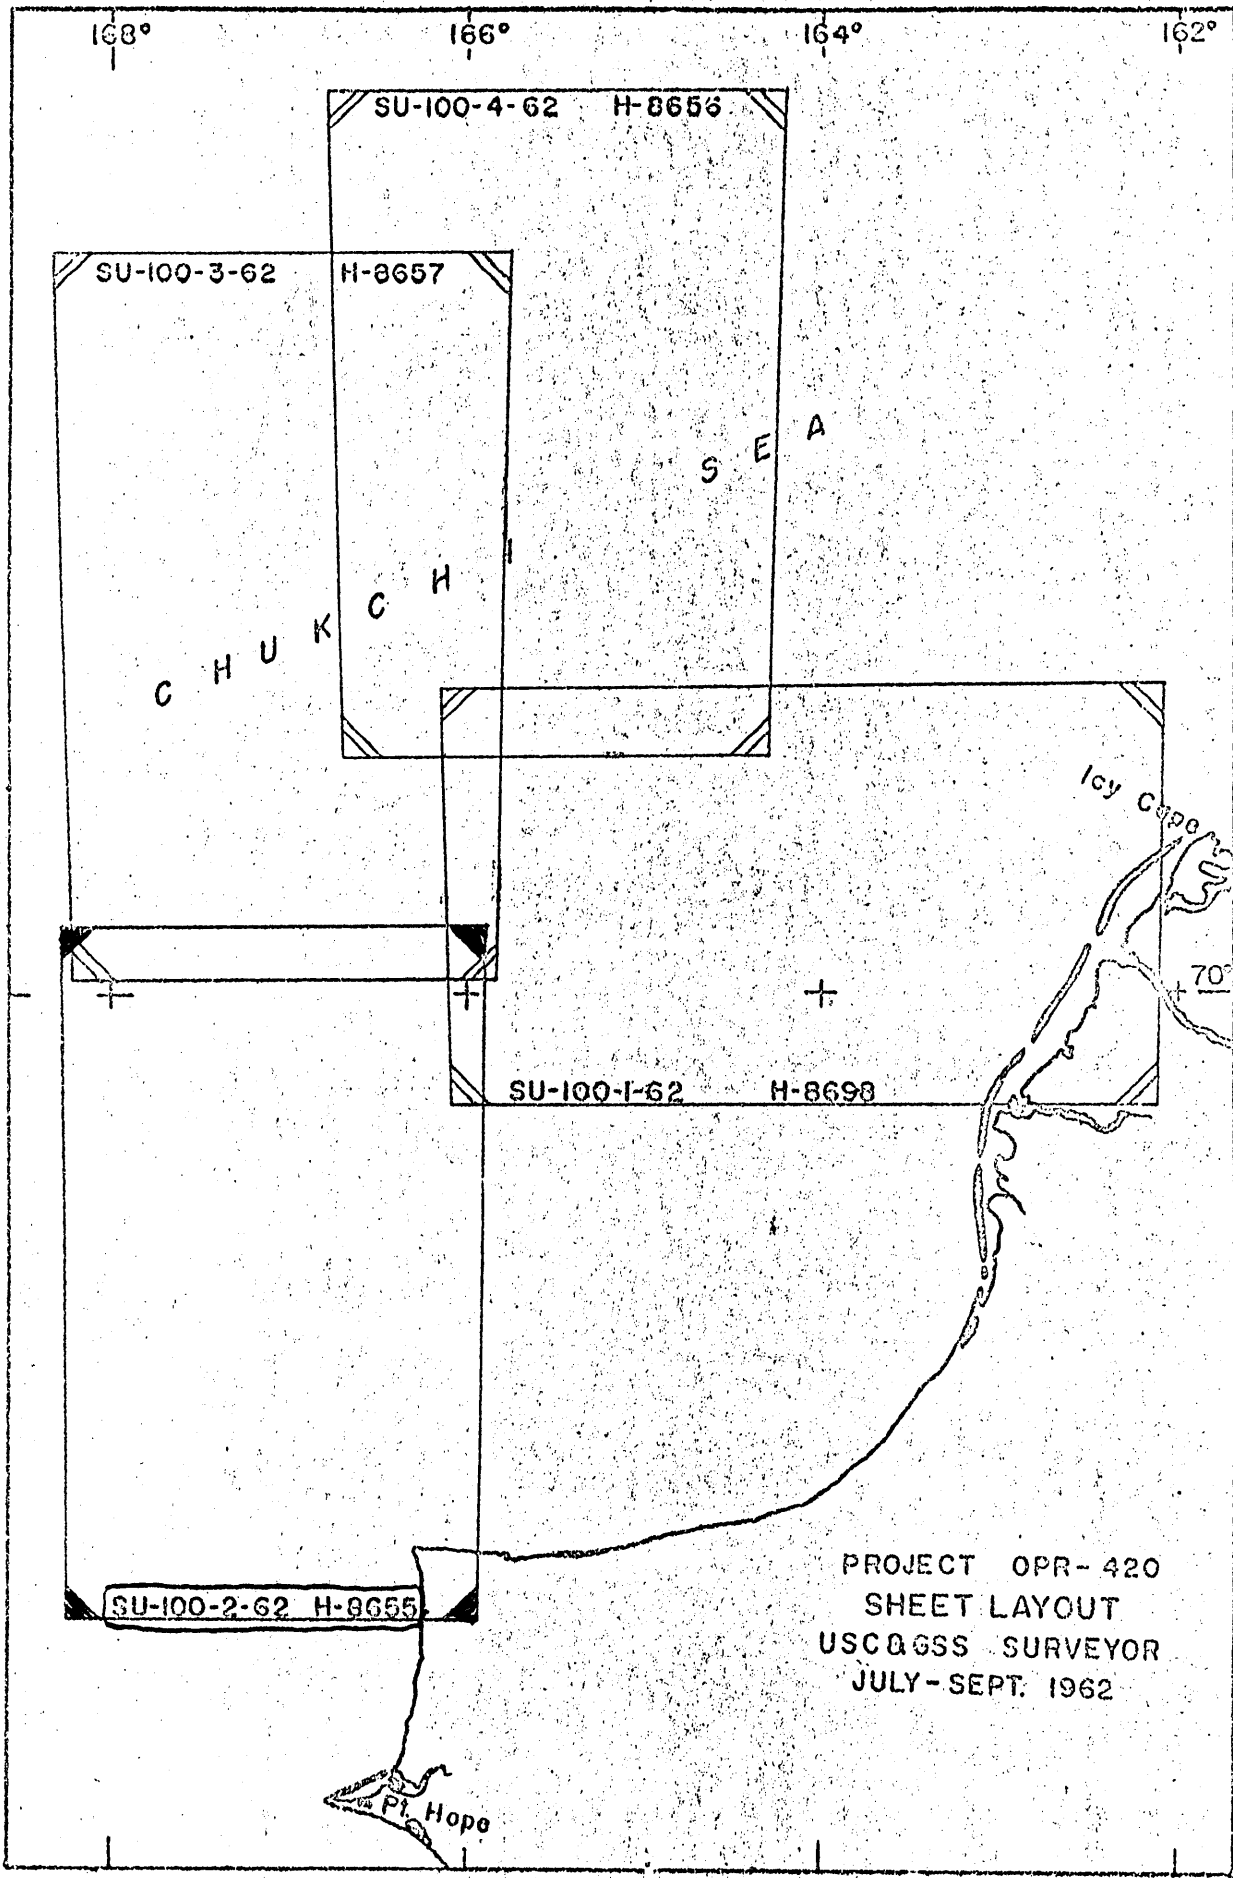 168° 166° 164° 162°
SU-100-4-62 H-8656
SU-100-3-62 H-8657
CHUKCHI SEA
Icy Cape
70°
SU-100-1-62 H-8698
SU-100-2-62 H-8655
PROJECT OPR-420
SHEET LAYOUT
USC&GSS SURVEYOR
JULY-SEPT. 1962
Pt. Hope